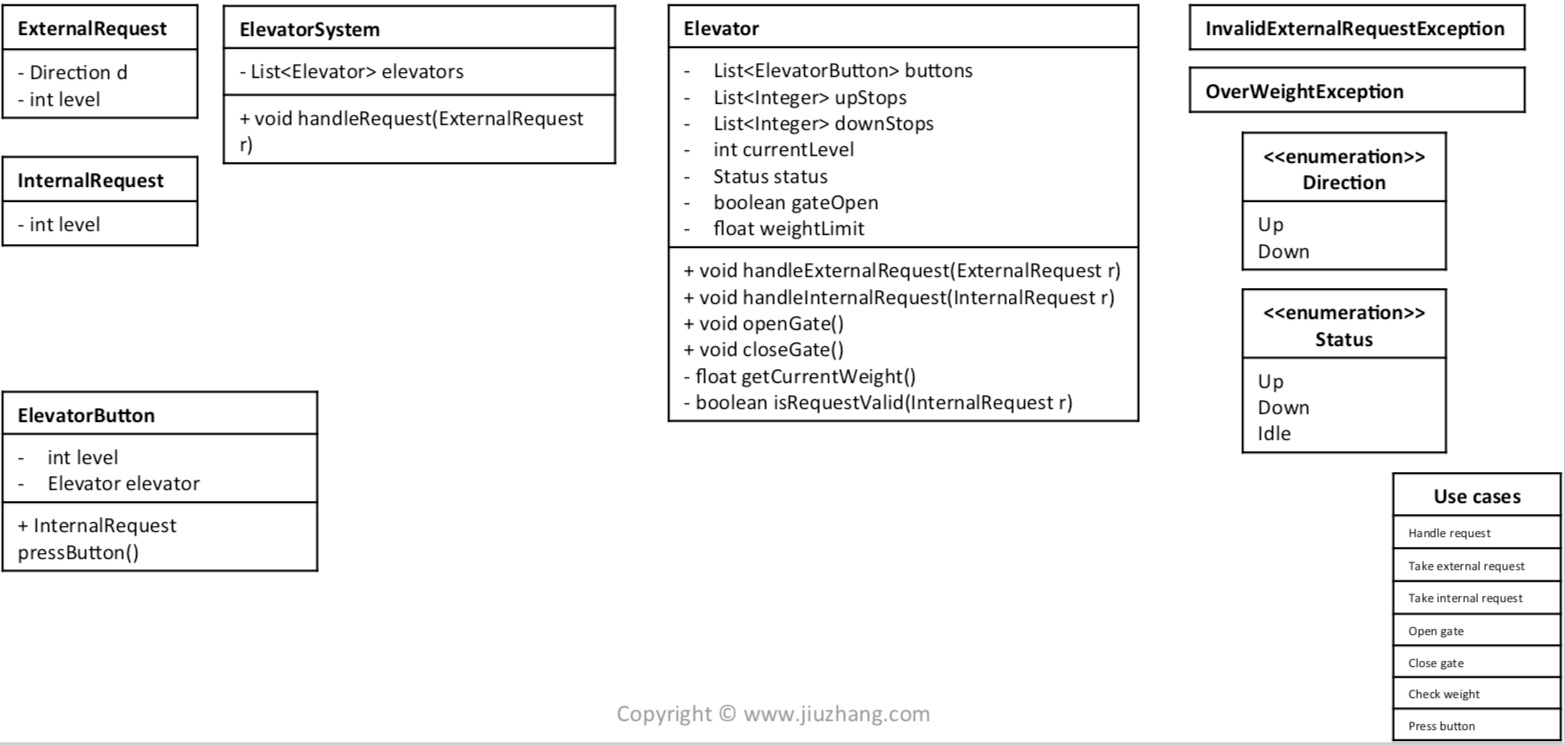 ExternalRequest
- Direction d
- int level
InternalRequest
- int level
ElevatorButton
- int level
- Elevator elevator
+ InternalRequest
pressButton()
ElevatorSystem
- List<Elevator> elevators
+ void handleRequest(ExternalRequest
r)
Elevator
- List<ElevatorButton> buttons
- List<Integer> upStops
- List<Integer> downStops
- int currentLevel
- Status status
- boolean gateOpen
- float weightLimit
+ void handleExternalRequest(ExternalRequest r)
+ void handleInternalRequest(InternalRequest r)
+ void openGate()
+ void closeGate()
- float getCurrentWeight()
- boolean isRequestValid(InternalRequest r)
InvalidExternalRequestException
OverWeightException
<<enumeration>>
Direction
Up
Down
<<enumeration>>
Status
Up
Down
Idle
Use cases
Handle request
Take external request
Take internal request
Open gate
Close gate
Check weight
Press button
Copyright © www.jiuzhang.com